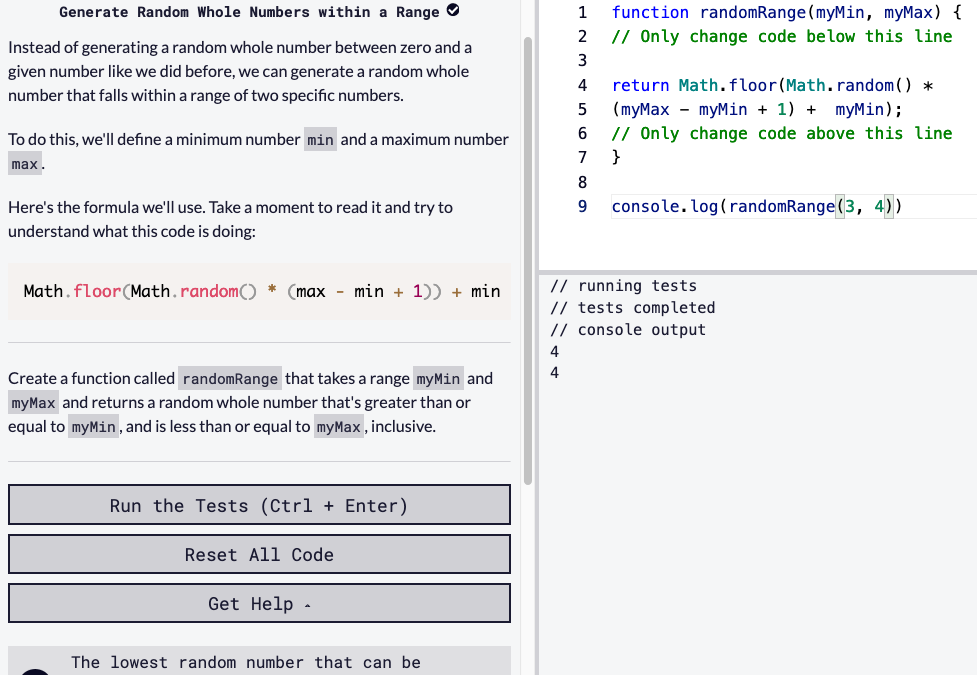 Generate Random Whole Numbers within a Range
Instead of generating a random whole number between zero and a
given number like we did before, we can generate a random whole
number that falls within a range of two specific numbers.
To do this, we'll define a minimum number min and a maximum number
max.
Here's the formula we'll use. Take a moment to read it and try to
understand what this code is doing:
Math.floor(Math.random() * (max - min + 1)) + min
Create a function called randomRange that takes a range myMin and
myMax and returns a random whole number that's greater than or
equal to myMin, and is less than or equal to myMax, inclusive.
Run the Tests (Ctrl + Enter)
Reset All Code
Get Help
The lowest random number that can be
1 function randomRange(myMin, myMax) {
2 // Only change code below this line
3
4 return Math.floor(Math.random() *
5 (myMax - myMin + 1) +  myMin);
6 // Only change code above this line
7 }
8
9 console.log(randomRange(3, 4))
// running tests
// tests completed
// console output
4
4